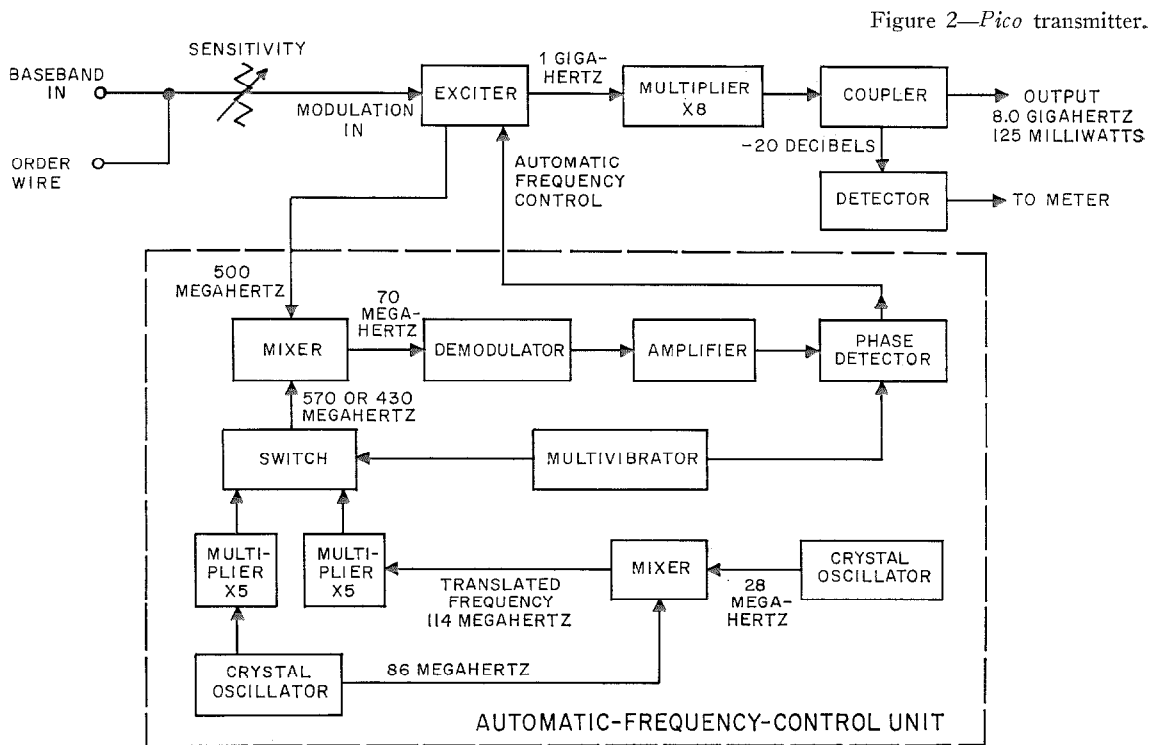 Figure 2—Pico transmitter.
SENSITIVITY
BASEBAND
IN
MODULATION
IN
ORDER
WIRE
EXCITER
1 GIGA-
HERTZ
MULTIPLIER
X8
COUPLER
OUTPUT
8.0 GIGAHERTZ
125 MILLIWATTS
-20 DECIBELS
DETECTOR
TO METER
AUTOMATIC
FREQUENCY
CONTROL
500
MEGAHERTZ
MIXER
70
MEGA-
HERTZ
DEMODULATOR
AMPLIFIER
PHASE
DETECTOR
570 OR 430
MEGAHERTZ
SWITCH
MULTIVIBRATOR
MULTI-
PLIER
X5
MULTI-
PLIER
X5
TRANSLATED
FREQUENCY
114 MEGAHERTZ
MIXER
28
MEGA-
HERTZ
CRYSTAL
OSCILLATOR
CRYSTAL
OSCILLATOR
86 MEGAHERTZ
AUTOMATIC-FREQUENCY-CONTROL UNIT